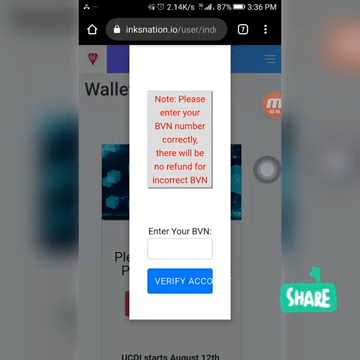 2.14K/s 87% 3:36 PM
inksnation.io/user/inde
7
Walle
Note: Please
enter your
BVN number
correctly,
there will be
no refund for
incorrect BVN
Enter Your BVN:
VERIFY ACCO
Ple
P
SHARE
UCDI starts August 12th